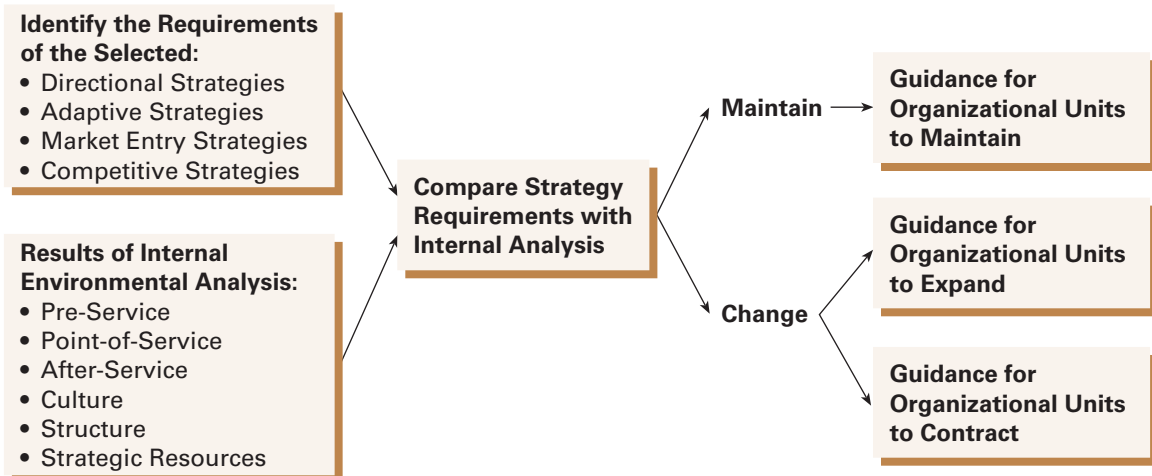 Identify the Requirements
of the Selected:
• Directional Strategies
• Adaptive Strategies
• Market Entry Strategies
• Competitive Strategies
Results of Internal
Environmental Analysis:
• Pre-Service
• Point-of-Service
• After-Service
• Culture
• Structure
• Strategic Resources
Compare Strategy
Requirements with
Internal Analysis
Maintain
Change
Guidance for
Organizational Units
to Maintain
Guidance for
Organizational Units
to Expand
Guidance for
Organizational Units
to Contract